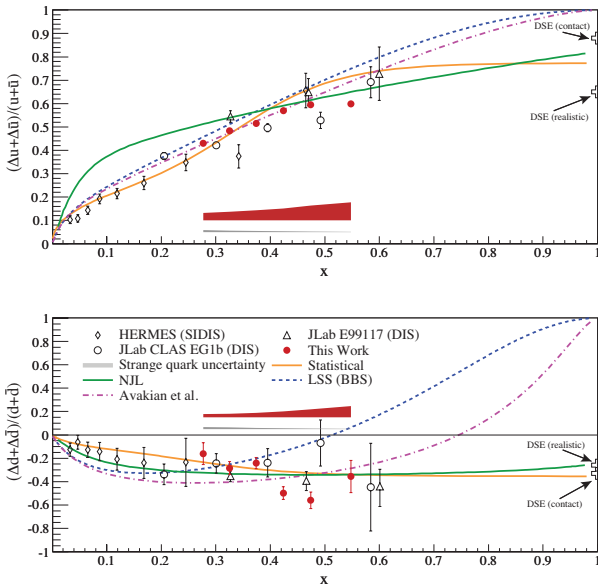 1
0.9
0.8
0.7
0.6
0.5
0.4
0.3
0.2
0.1
0
(Δu+Δū)/(u+ū)
DSE (contact)
DSE (realistic)
0 0.1 0.2 0.3 0.4 0.5 0.6 0.7 0.8 0.9 1
x
1
0.8
0.6
0.4
0.2
0
-0.2
-0.4
-0.6
-0.8
-1
(Δd+Δd̄)/(d+d̄)
HERMES (SIDIS) JLab E99117 (DIS)
JLab CLAS EG1b (DIS) This Work
Strange quark uncertainty Statistical
NJL LSS (BBS)
Avakian et al.
DSE (realistic)
DSE (contact)
0 0.1 0.2 0.3 0.4 0.5 0.6 0.7 0.8 0.9 1
x